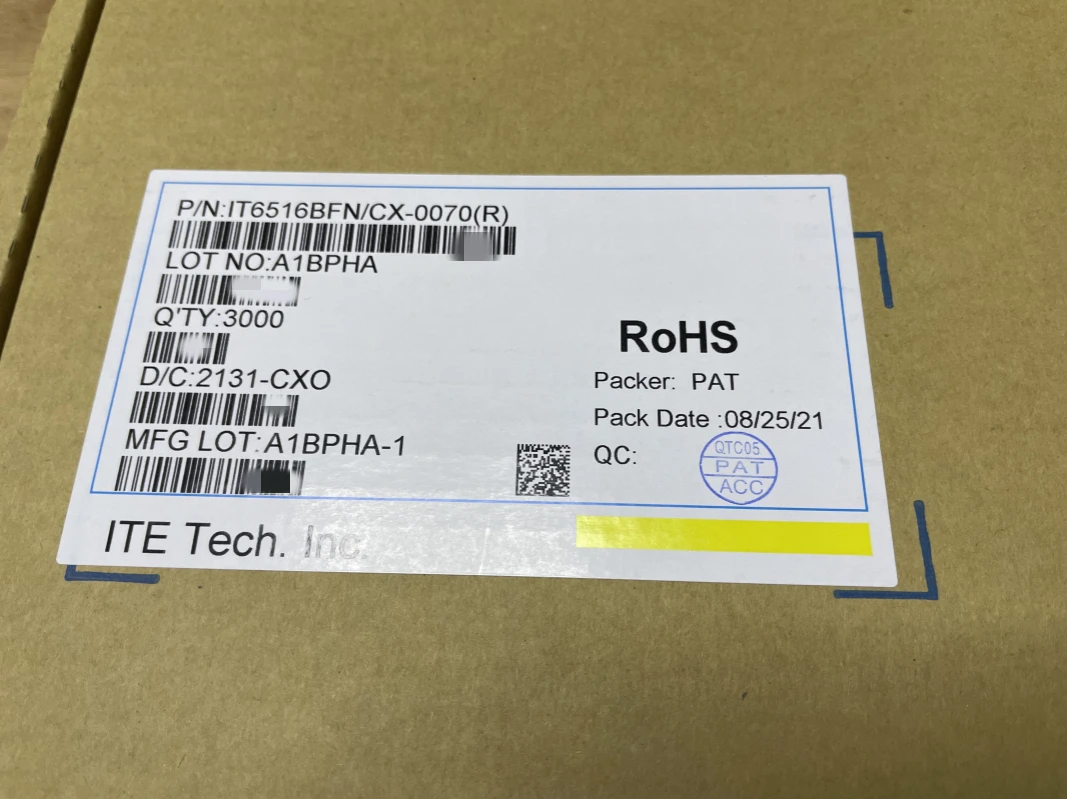 P/N:IT6516BFN/CX-0070(R)
LOT NO:A1BPHA
Q'TY:3000
D/C:2131-CXO
MFG LOT:A1BPHA-1
RoHS
Packer: PAT
Pack Date :08/25/21
QC:
QTC05
PAT
ACC
ITE Tech. Inc.